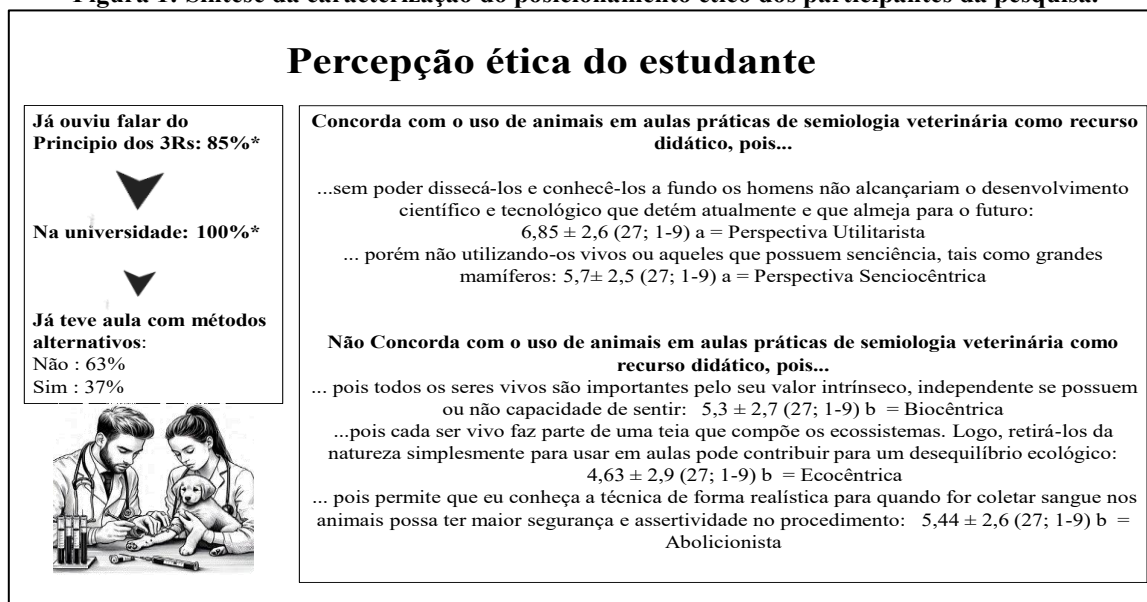 Figura 1: Síntese da caracterização do posicionamento ético dos participantes da pesquisa.
Percepção ética do estudante
Já ouviu falar do
Principio dos 3Rs: 85%*
Na universidade: 100%*
Já teve aula com métodos
alternativos:
Não : 63%
Sim : 37%
Concorda com o uso de animais em aulas práticas de semiologia veterinária como recurso
didático, pois...
...sem poder dissecá-los e conhecê-los a fundo os homens não alcançariam o desenvolvimento
científico e tecnológico que detém atualmente e que almeja para o futuro:
6,85 ± 2,6 (27; 1-9) a = Perspectiva Utilitarista
... porém não utilizando-os vivos ou aqueles que possuem senciência, tais como grandes
mamíferos: 5,7± 2,5 (27; 1-9) a = Perspectiva Senciocêntrica
Não Concorda com o uso de animais em aulas práticas de semiologia veterinária como
recurso didático, pois...
... pois todos os seres vivos são importantes pelo seu valor intrínseco, independente se possuem
ou não capacidade de sentir: 5,3 ± 2,7 (27; 1-9) b = Biocêntrica
...pois cada ser vivo faz parte de uma teia que compõe os ecossistemas. Logo, retirá-los da
natureza simplesmente para usar em aulas pode contribuir para um desequilíbrio ecológico:
4,63 ± 2,9 (27; 1-9) b = Ecocêntrica
... pois permite que eu conheça a técnica de forma realística para quando for coletar sangue nos
animais possa ter maior segurança e assertividade no procedimento: 5,44 ± 2,6 (27; 1-9) b =
Abolicionista